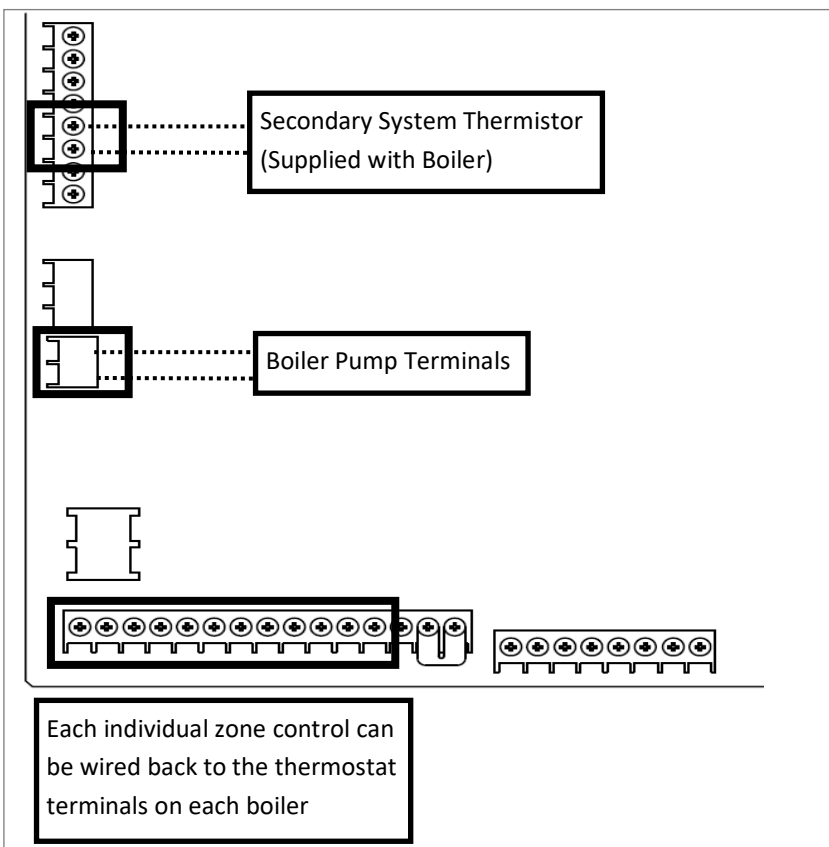 Secondary System Thermistor
(Supplied with Boiler)
Boiler Pump Terminals
Each individual zone control can
be wired back to the thermostat
terminals on each boiler